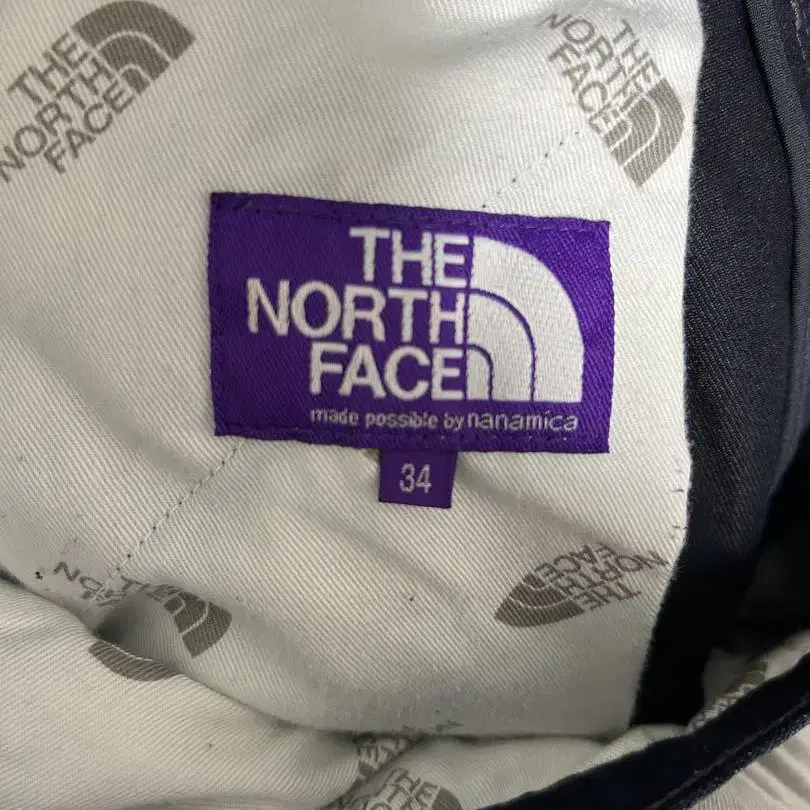 THE
NORTH
FACE
THE
NORTH
FACE
THE
NORTH
FACE
made possible by nanamica
34
THE
NORTH
FACE